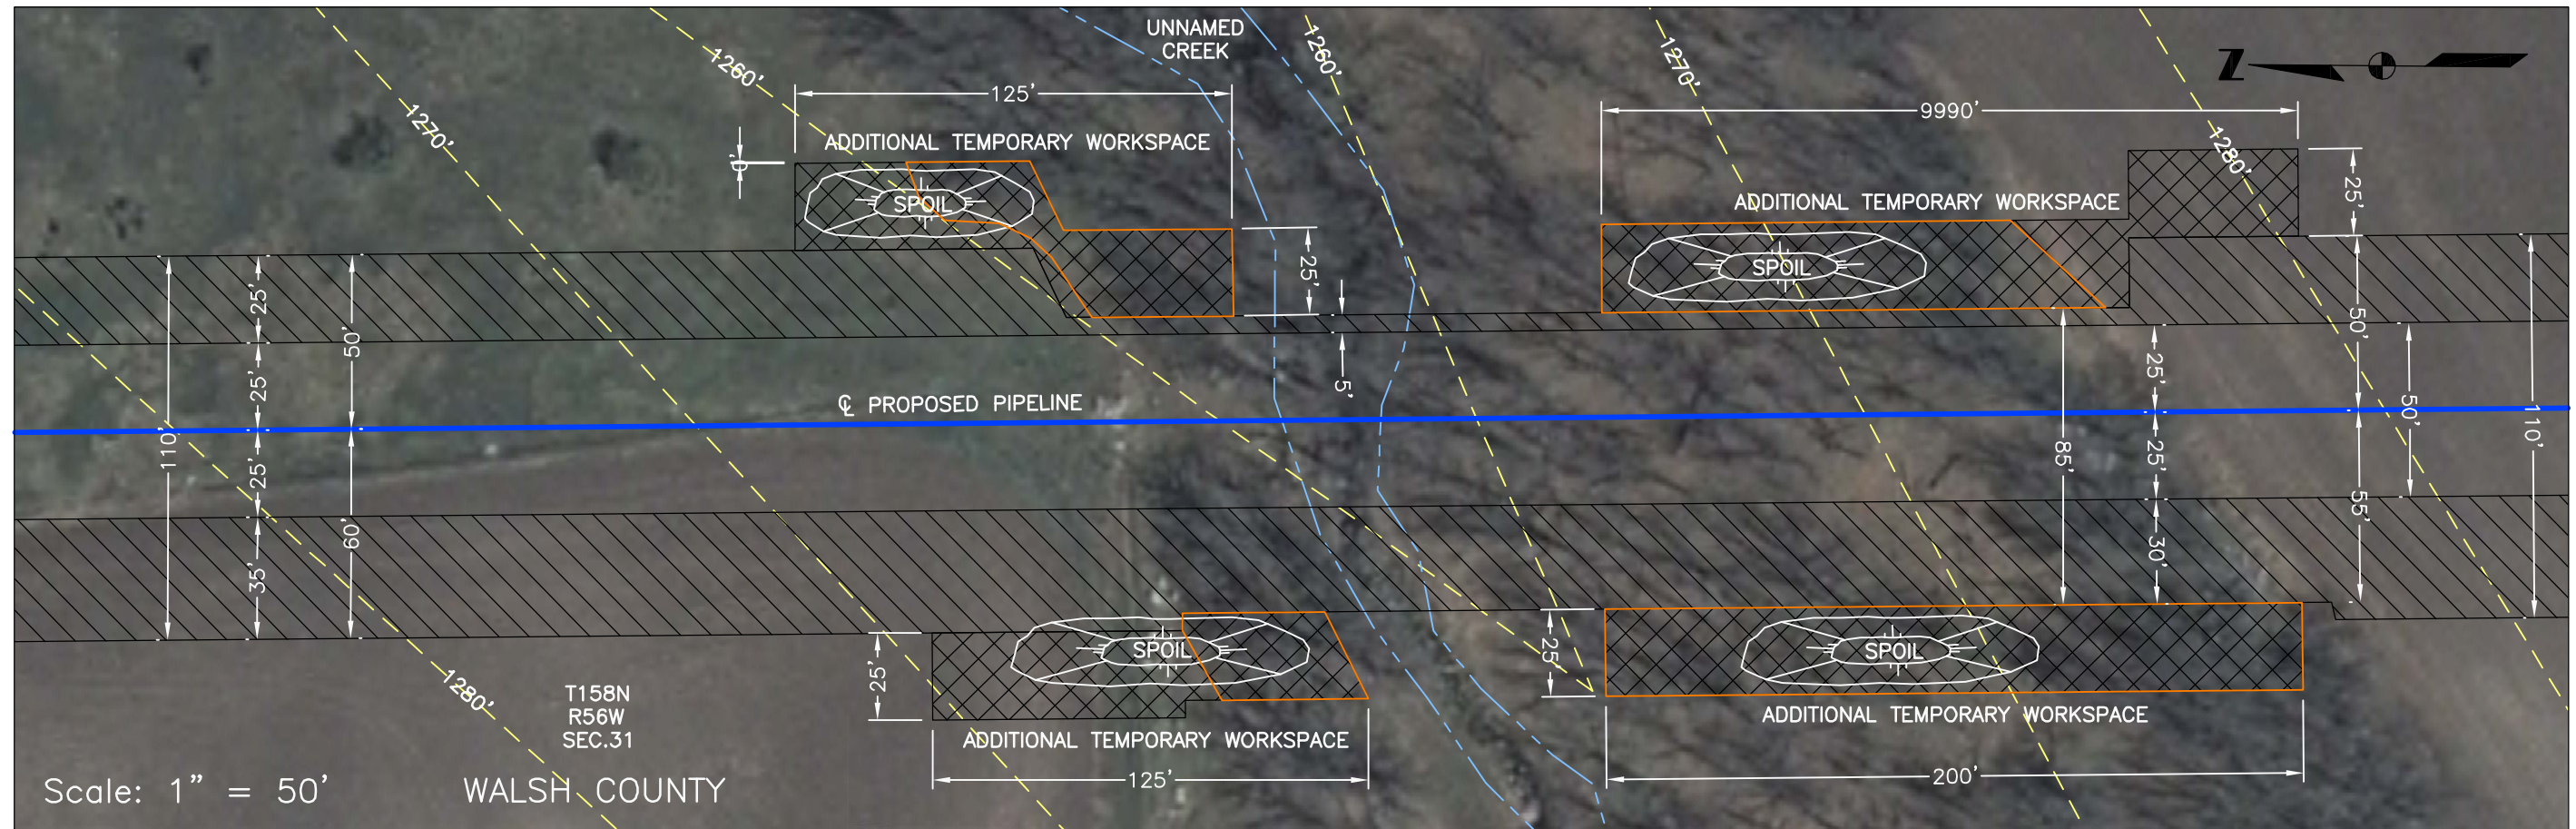 UNNAMED
CREEK
1260'
1260'
1270'
1270'
1280'
Z
125'
9990'
ADDITIONAL TEMPORARY WORKSPACE
0'
SPOIL
25'
ADDITIONAL TEMPORARY WORKSPACE
SPOIL
25'
110'
25'
50'
25'
25'
60'
35'
5'
℄ PROPOSED PIPELINE
85'
25'
25'
30'
50'
55'
50'
110'
1280'
T158N
R56W
SEC.31
25'
SPOIL
ADDITIONAL TEMPORARY WORKSPACE
125'
25'
SPOIL
ADDITIONAL TEMPORARY WORKSPACE
200'
Scale: 1" = 50'
WALSH COUNTY